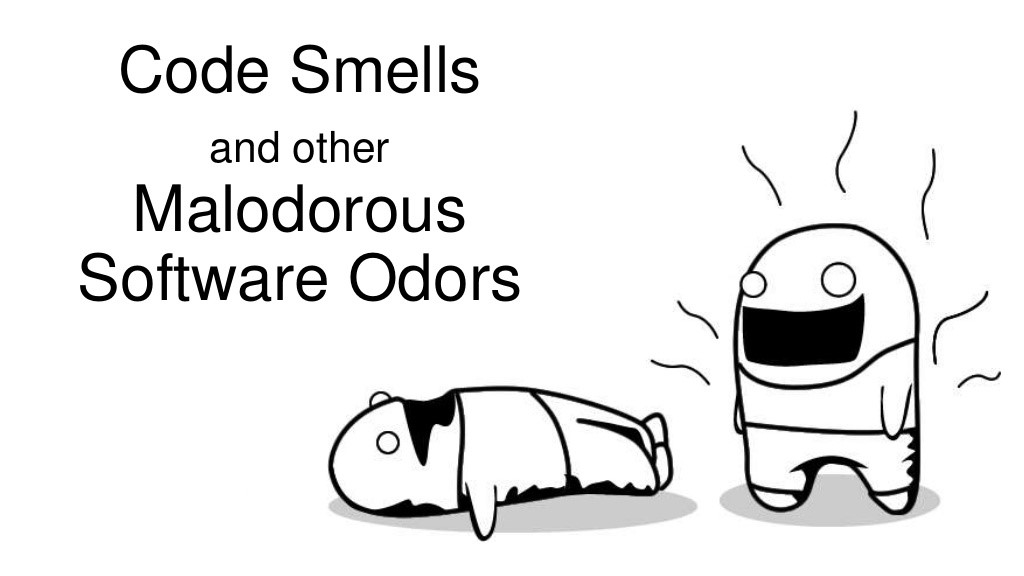 Code Smells
and other
Malodorous
Software Odors